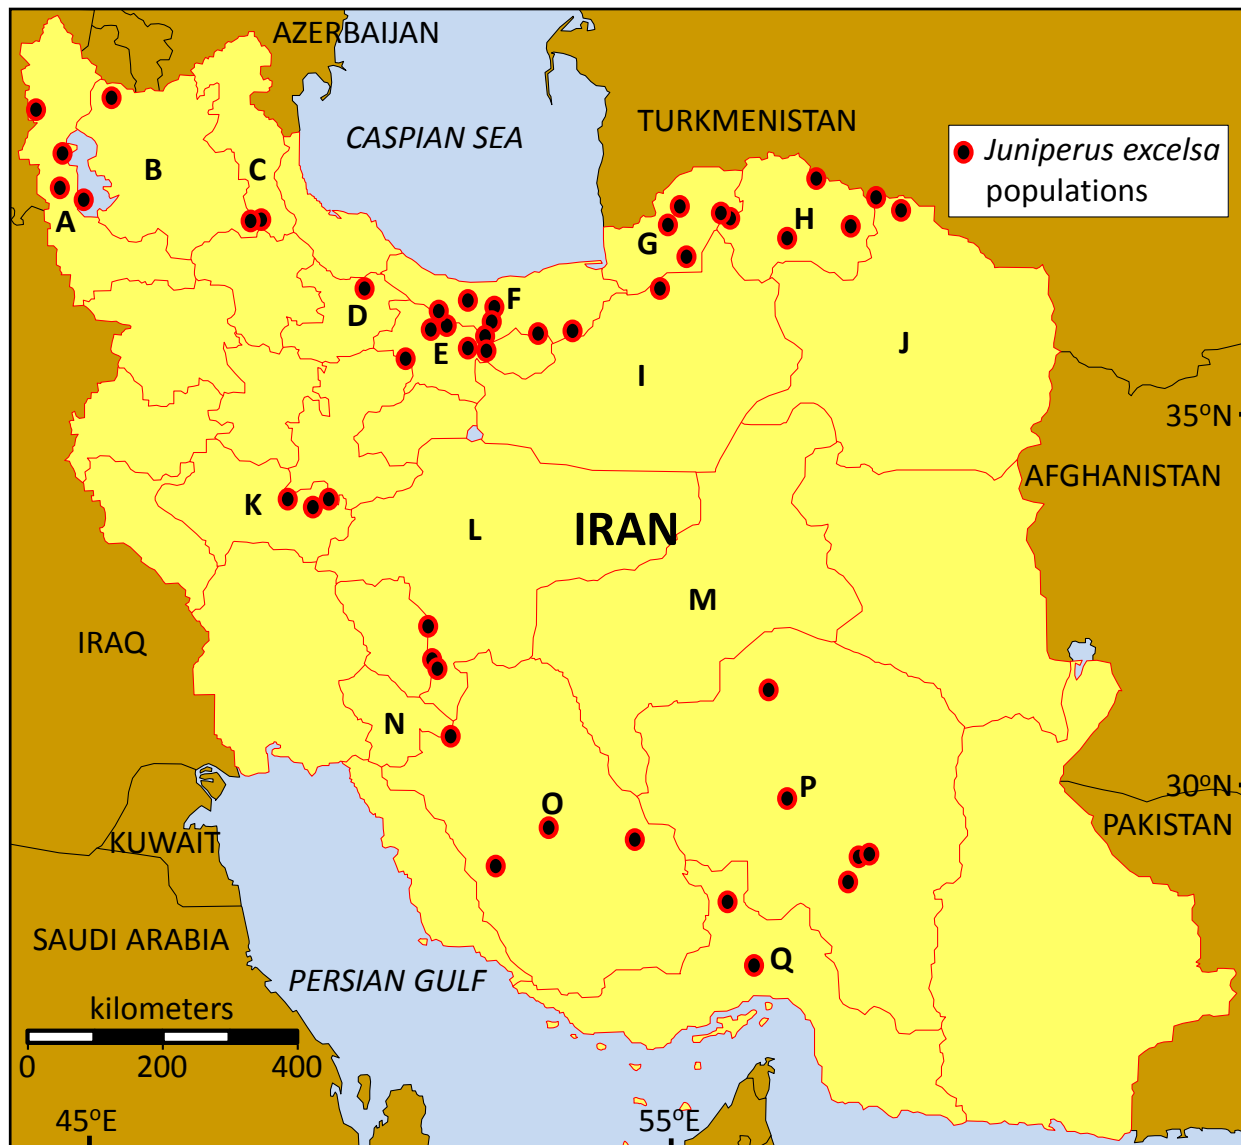 AZERBAIJAN
CASPIAN SEA
TURKMENISTAN
Juniperus excelsa
populations
A
B
C
D
E
F
G
H
I
J
35oN
AFGHANISTAN
K
L
IRAN
M
IRAQ
N
30oN
O
P
PAKISTAN
KUWAIT
SAUDI ARABIA
PERSIAN GULF
Q
kilometers
0 200 400
45oE
55oE